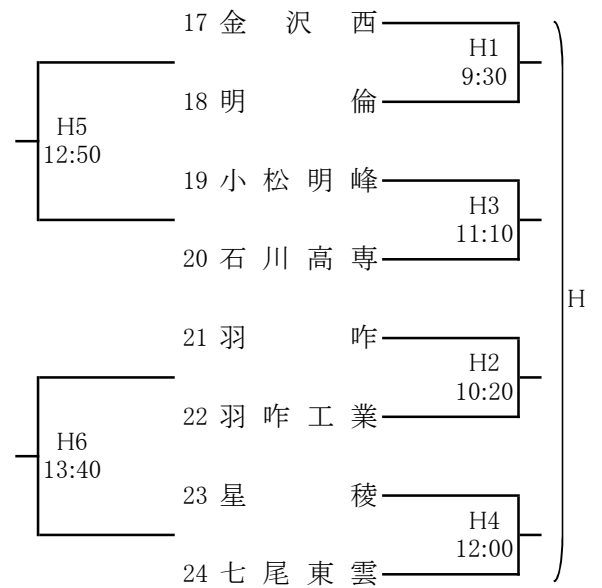 17 金沢西
H1
9:30
18 明倫
H5
12:50
19 小松明峰
H3
11:10
20 石川高専
H
21 羽咋
H2
10:20
22 羽咋工業
H6
13:40
23 星稜
H4
12:00
24 七尾東雲